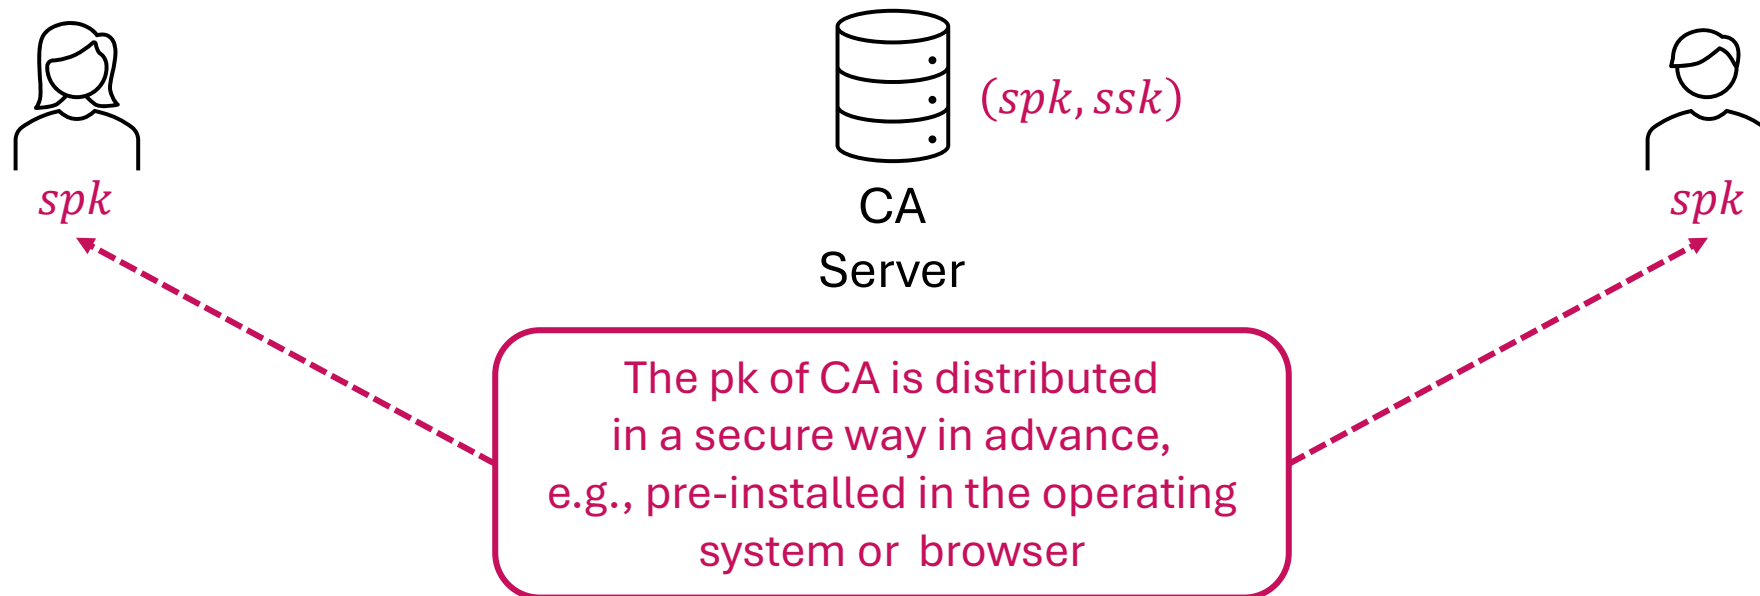 (spk, ssk)
spk
CA
Server
spk
The pk of CA is distributed
in a secure way in advance,
e.g., pre-installed in the operating
system or browser